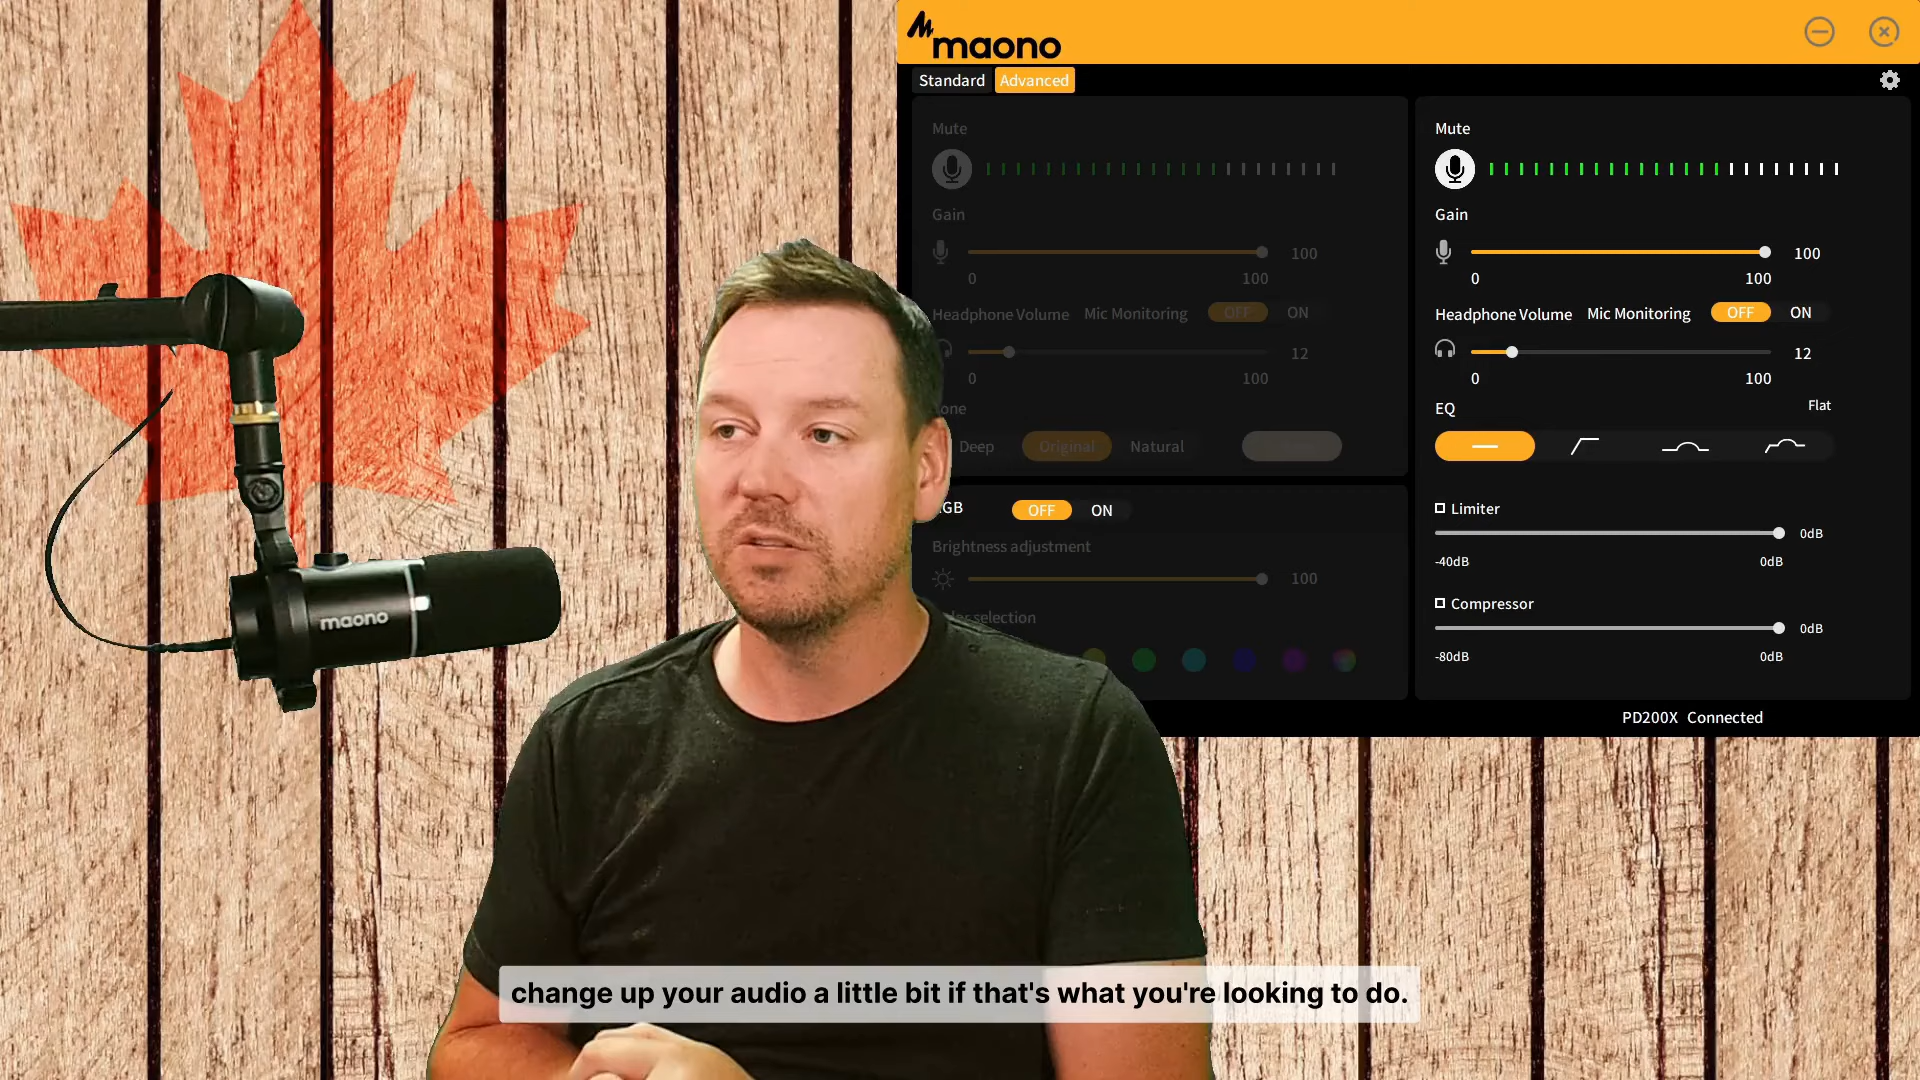 maono
Standard Advanced
Mute
Gain
100
0 100
Headphone Volume Mic Monitoring OFF ON
12
0 100
one
Deep Original Natural
GB OFF ON
Brightness adjustment
100
selection
Mute
Gain
100
0 100
Headphone Volume Mic Monitoring OFF ON
12
0 100
EQ Flat
Limiter
0dB
-40dB 0dB
Compressor
0dB
-80dB 0dB
PD200X Connected
maono
change up your audio a little bit if that's what you're looking to do.